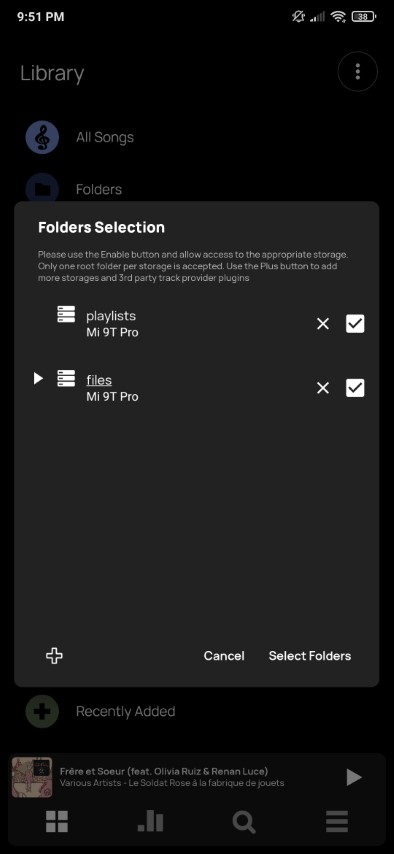 9:51 PM
38
Library
All Songs
Folders
Folders Selection
Please use the Enable button and allow access to the appropriate storage.
Only one root folder per storage is accepted. Use the Plus button to add
more storages and 3rd party track provider plugins
playlists
Mi 9T Pro
files
Mi 9T Pro
Cancel
Select Folders
Recently Added
Frère et Soeur (feat. Olivia Ruiz & Renan Luce)
Various Artists - Le Soldat Rose à la fabrique de jouets